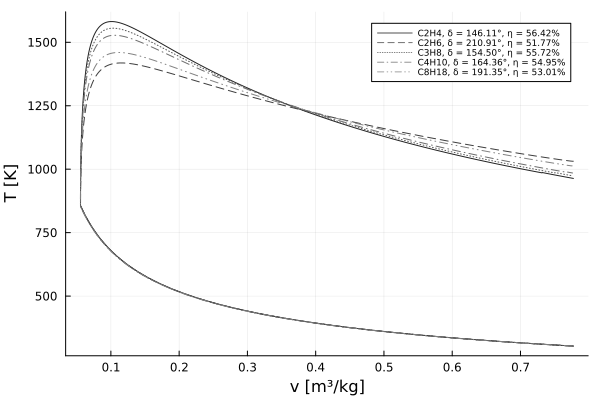 1500
1250
1000
750
500
T [K]
C2H4, δ = 146.11°, η = 56.42%
C2H6, δ = 210.91°, η = 51.77%
C3H8, δ = 154.50°, η = 55.72%
C4H10, δ = 164.36°, η = 54.95%
C8H18, δ = 191.35°, η = 53.01%
0.1 0.2 0.3 0.4 0.5 0.6 0.7
v [m³/kg]